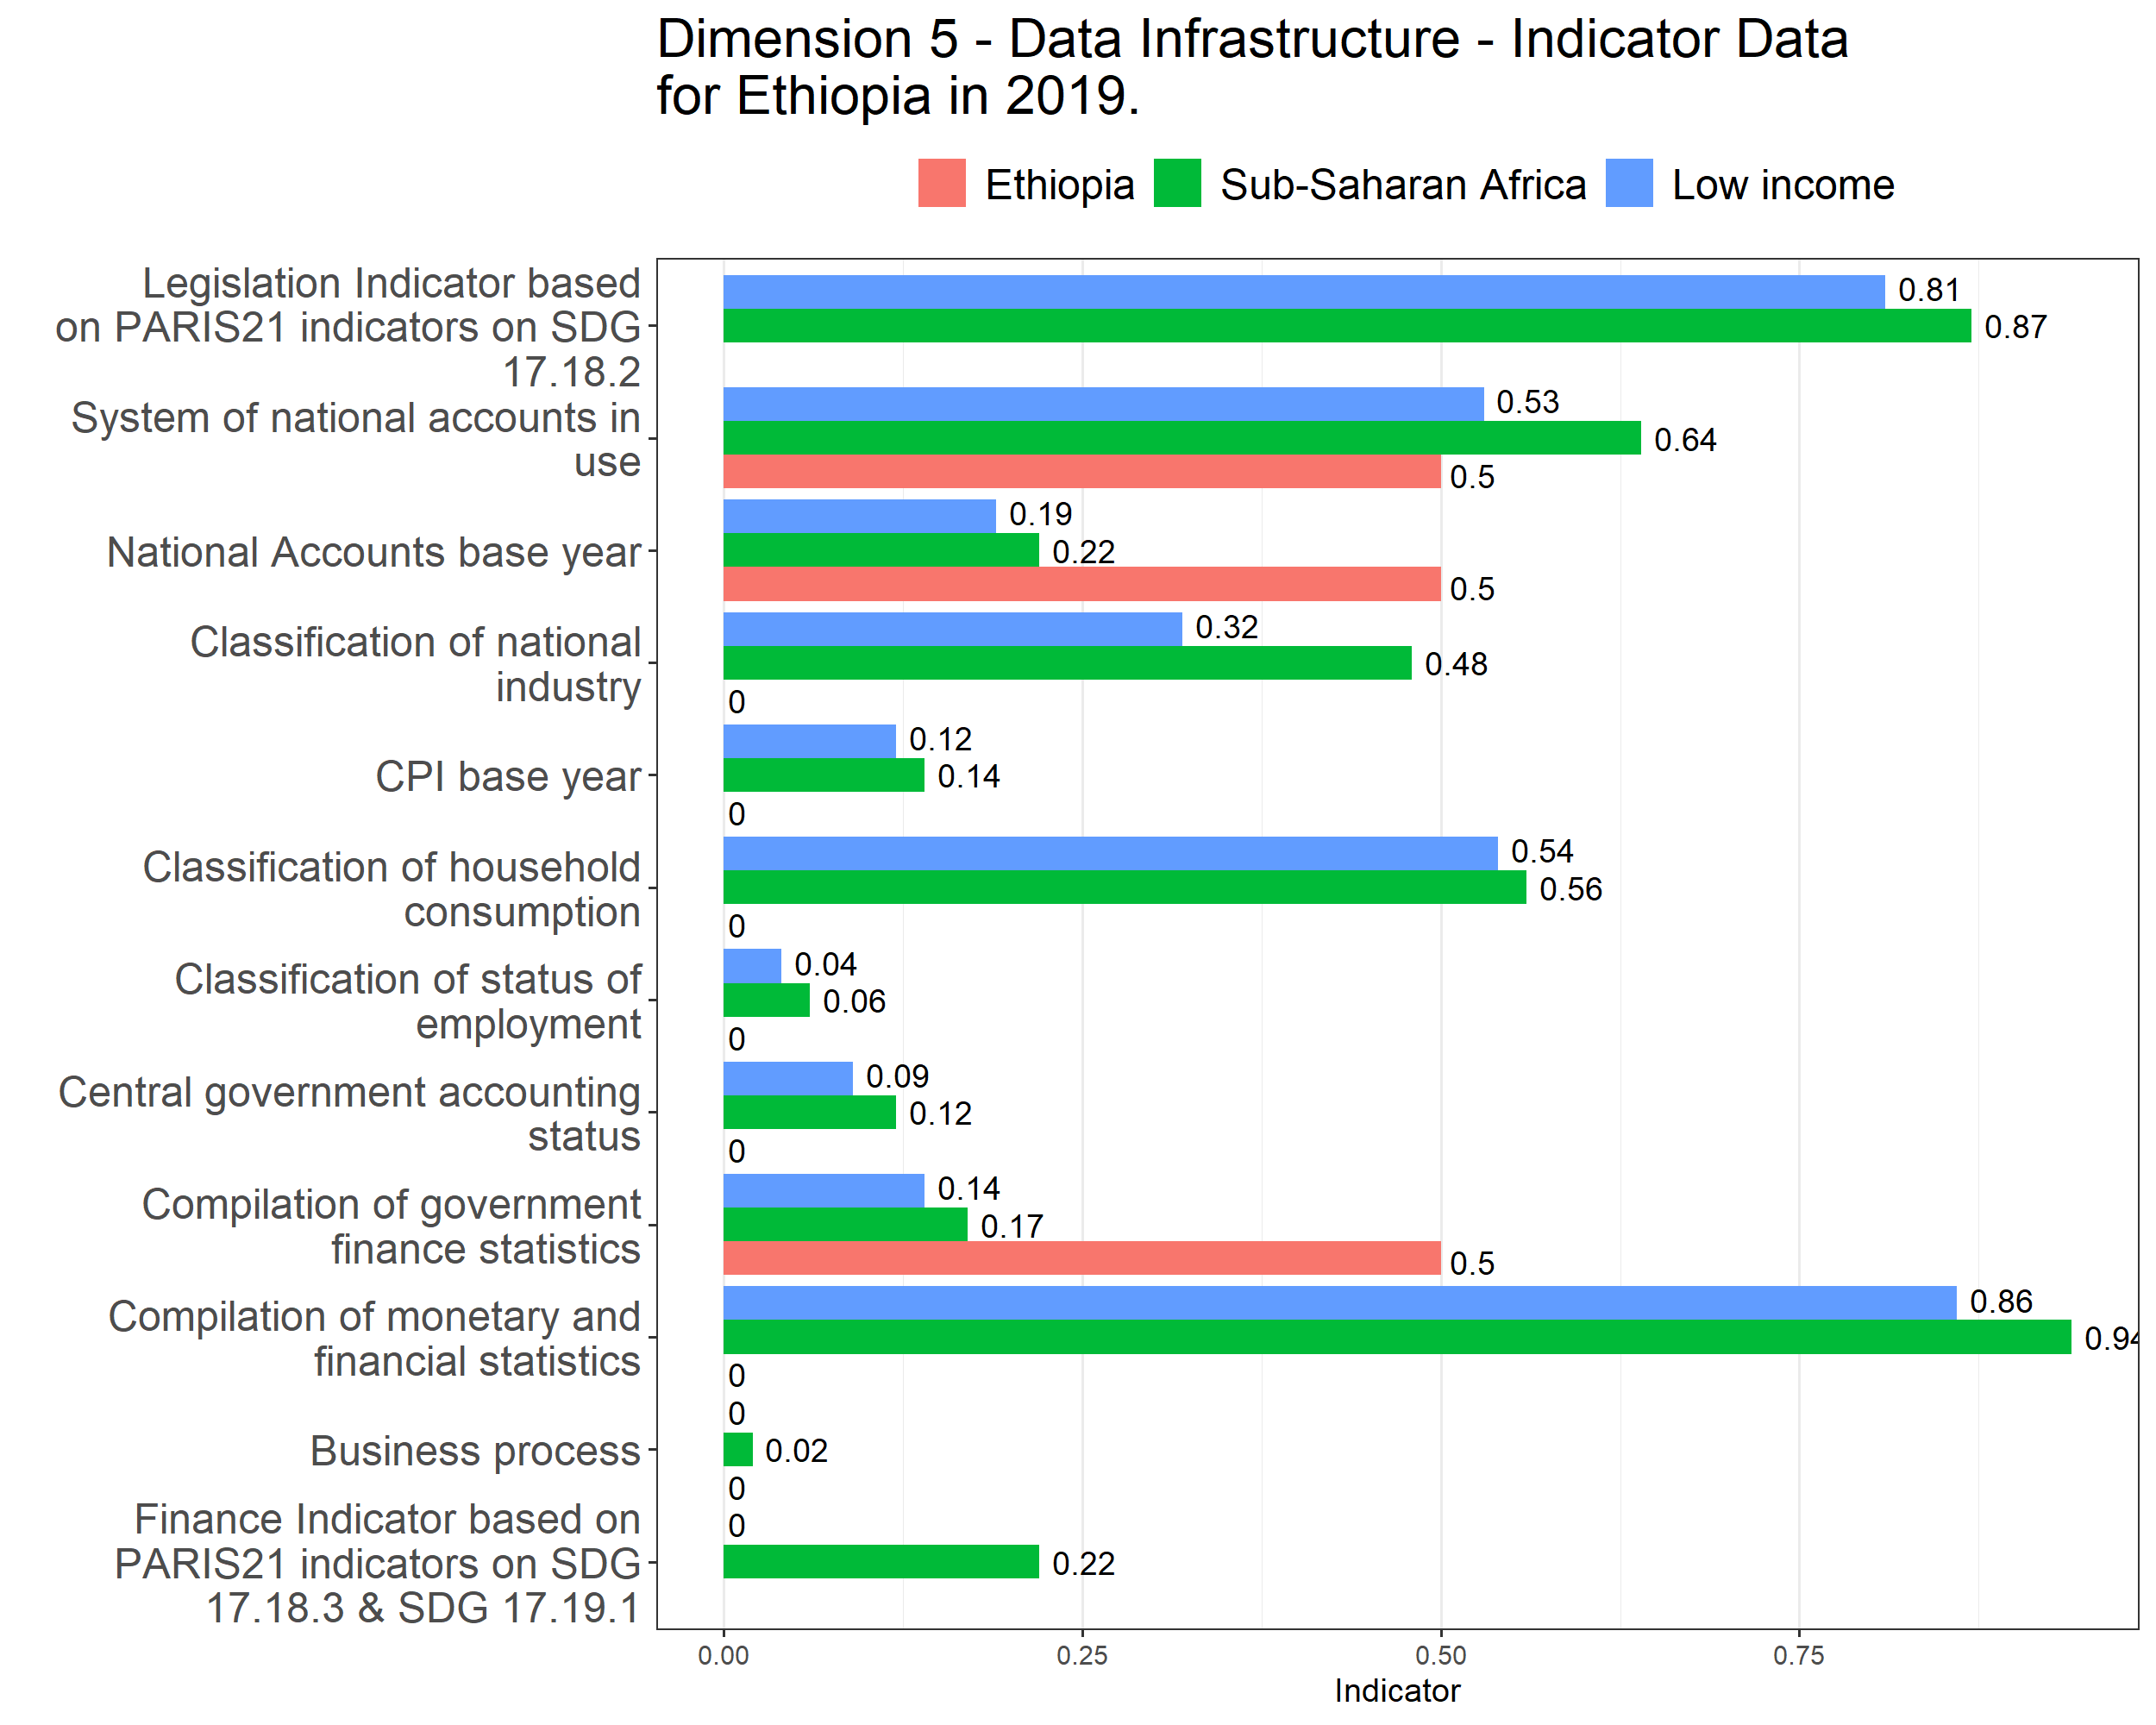 Dimension 5 - Data Infrastructure - Indicator Data
for Ethiopia in 2019.
Ethiopia Sub-Saharan Africa Low income
Legislation Indicator based
on PARIS21 indicators on SDG
17.18.2
0.81
0.87
System of national accounts in
use
0.53
0.64
0.5
National Accounts base year
0.19
0.22
0.5
Classification of national
industry
0.32
0.48
0
CPI base year
0.12
0.14
0
Classification of household
consumption
0.54
0.56
0
Classification of status of
employment
0.04
0.06
0
Central government accounting
status
0.09
0.12
0
Compilation of government
finance statistics
0.14
0.17
0.5
Compilation of monetary and
financial statistics
0.86
0.94
0
Business process
0
0.02
0
Finance Indicator based on
PARIS21 indicators on SDG
17.18.3 & SDG 17.19.1
0
0.22
0.00 0.25 0.50 0.75
Indicator